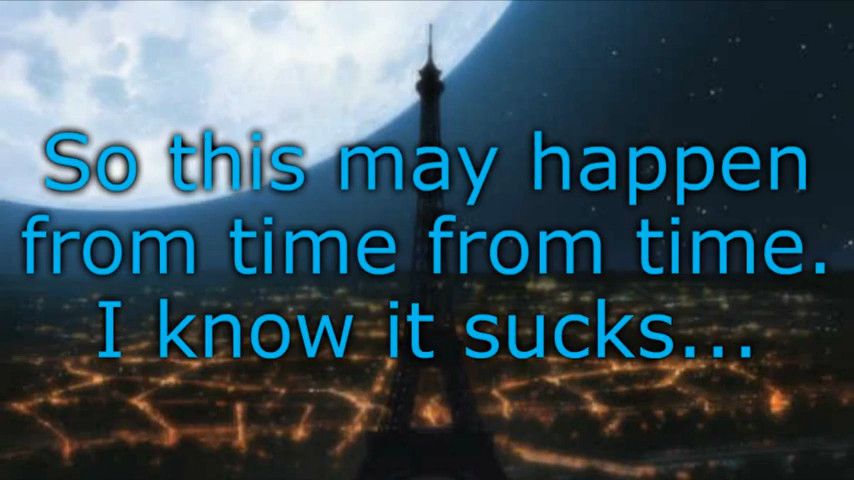 So this may happen
from time from time.
I know it sucks...